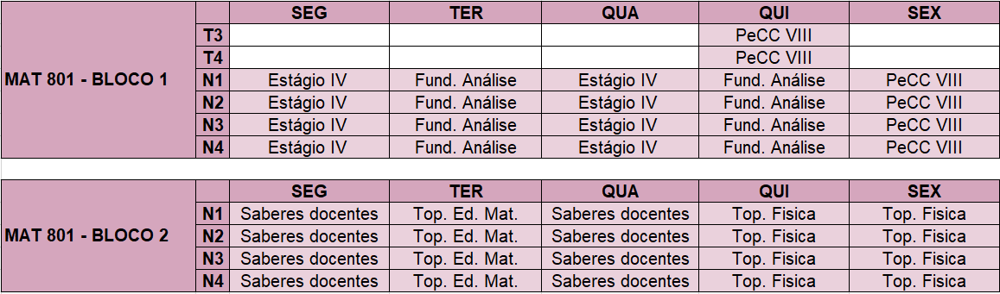 SEG TER QUA QUI SEX
T3 PeCC VIII
T4 PeCC VIII
MAT 801 - BLOCO 1 N1 Estágio IV Fund. Análise Estágio IV Fund. Análise PeCC VIII
N2 Estágio IV Fund. Análise Estágio IV Fund. Análise PeCC VIII
N3 Estágio IV Fund. Análise Estágio IV Fund. Análise PeCC VIII
N4 Estágio IV Fund. Análise Estágio IV Fund. Análise PeCC VIII
SEG TER QUA QUI SEX
N1 Saberes docentes Top. Ed. Mat. Saberes docentes Top. Fisica Top. Fisica
MAT 801 - BLOCO 2 N2 Saberes docentes Top. Ed. Mat. Saberes docentes Top. Fisica Top. Fisica
N3 Saberes docentes Top. Ed. Mat. Saberes docentes Top. Fisica Top. Fisica
N4 Saberes docentes Top. Ed. Mat. Saberes docentes Top. Fisica Top. Fisica